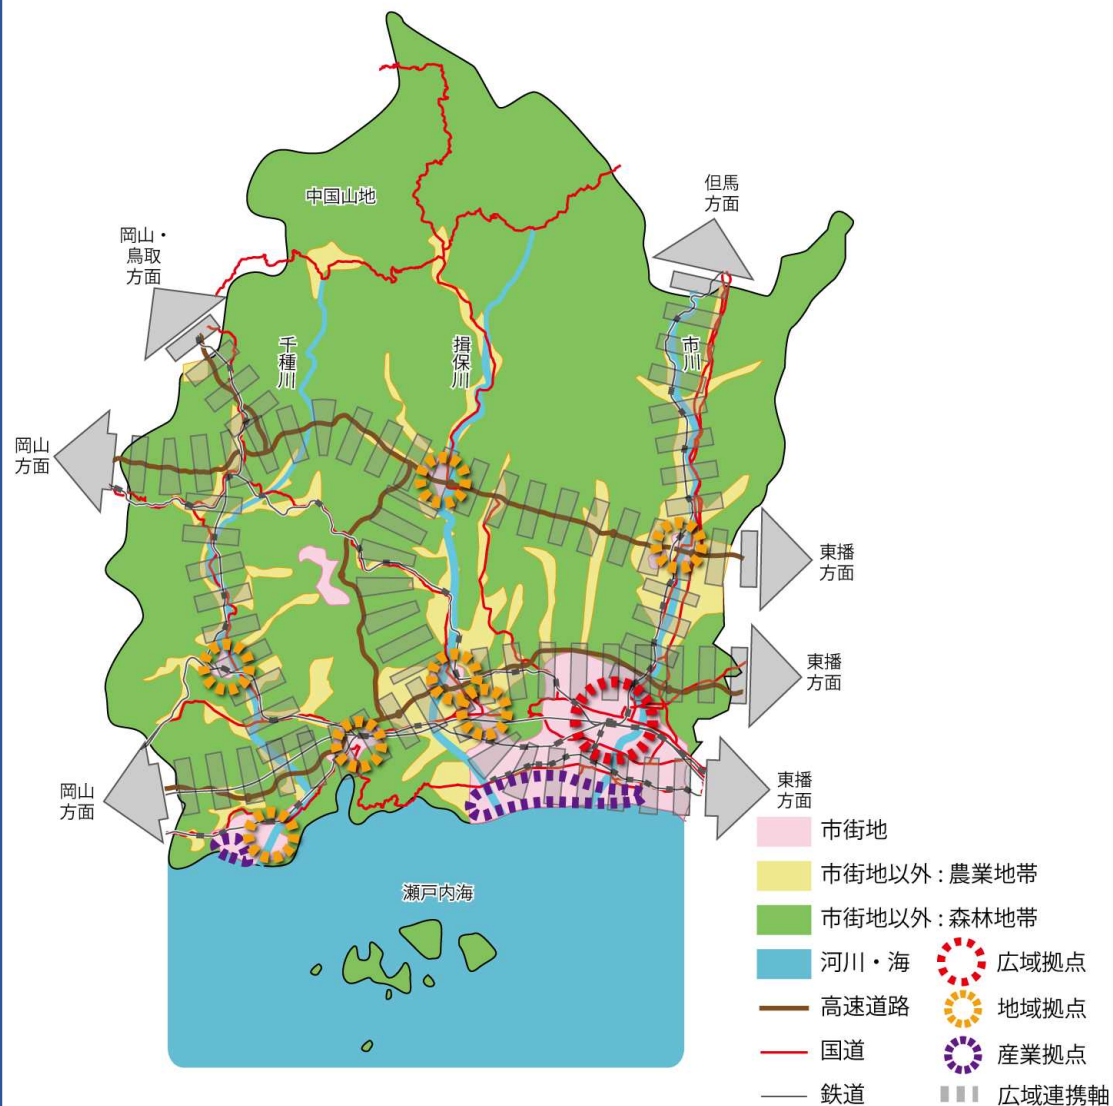 中国山地
但馬
方面
岡山・
鳥取
方面
千種川
揖保川
市川
岡山
方面
東播
方面
東播
方面
岡山
方面
東播
方面
瀬戸内海
市街地
市街地以外：農業地帯
市街地以外：森林地帯
河川・海
広域拠点
高速道路
地域拠点
国道
産業拠点
鉄道
広域連携軸